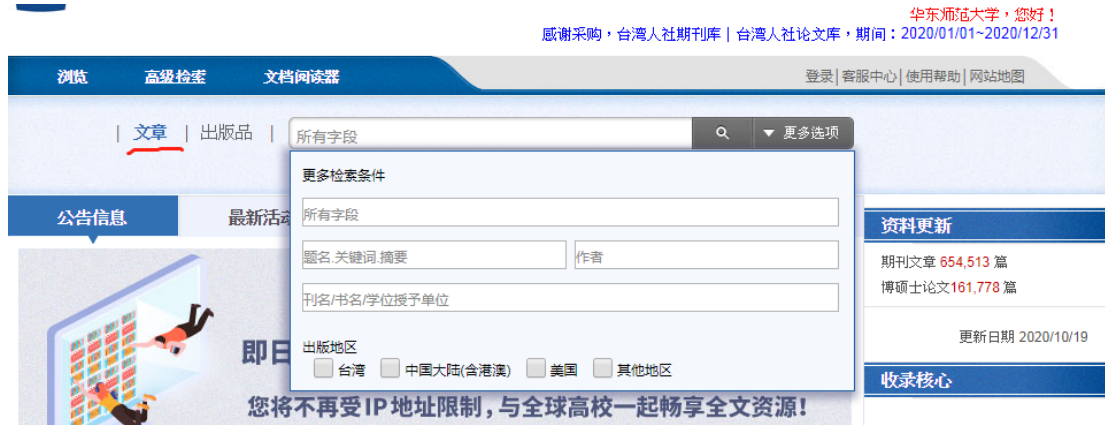 华东师范大学，您好！
感谢采购，台湾人社期刊库 | 台湾人社论文库，期间：2020/01/01~2020/12/31
浏览 高级检索 文档阅读器 登录 | 客服中心 | 使用帮助 | 网站地图
| 文章 | 出版品 | 所有字段 更多选项
更多检索条件
所有字段
题名.关键词.摘要 作者
刊名/书名/学位授予单位
出版地区
台湾 中国大陆(含港澳) 美国 其他地区
公告信息 最新活动
即日
您将不再受IP地址限制，与全球高校一起畅享全文资源！
资料更新
期刊文章 654,513 篇
博硕士论文161,778 篇
更新日期 2020/10/19
收录核心